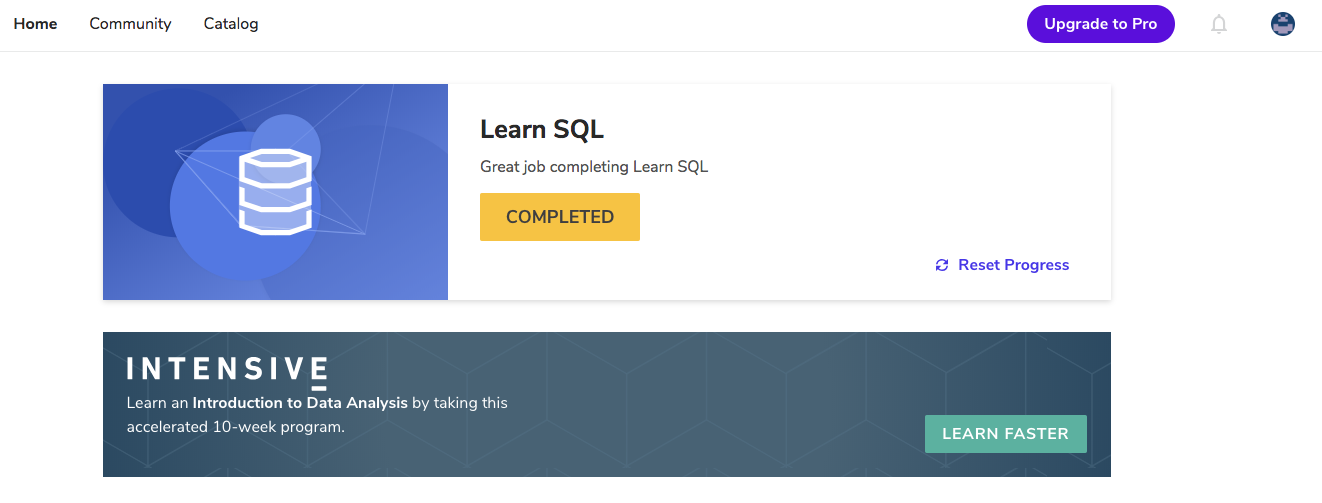 Home Community Catalog Upgrade to Pro
Learn SQL
Great job completing Learn SQL
COMPLETED
Reset Progress
INTENSIVE
Learn an Introduction to Data Analysis by taking this
accelerated 10-week program.
LEARN FASTER